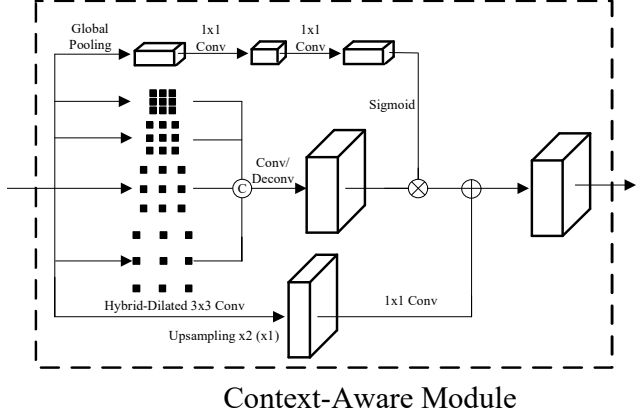 Global
Pooling
1x1
Conv
1x1
Conv
Sigmoid
C
Conv/
Deconv
Hybrid-Dilated 3x3 Conv
1x1 Conv
Upsampling x2 (x1)
Context-Aware Module